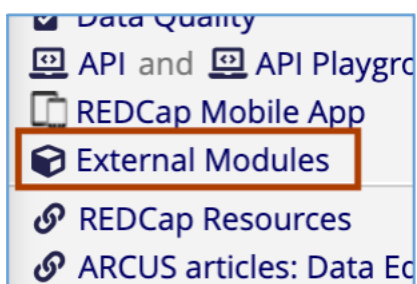 Data Quality
API and API Playgro
REDCap Mobile App
External Modules
REDCap Resources
ARCUS articles: Data Ed